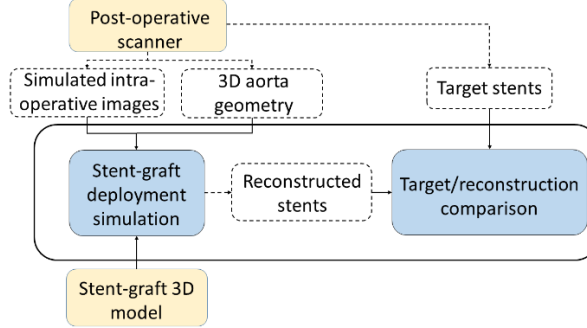 Post-operative
scanner
Simulated intra-
operative images
3D aorta
geometry
Target stents
Stent-graft
deployment
simulation
Reconstructed
stents
Target/reconstruction
comparison
Stent-graft 3D
model